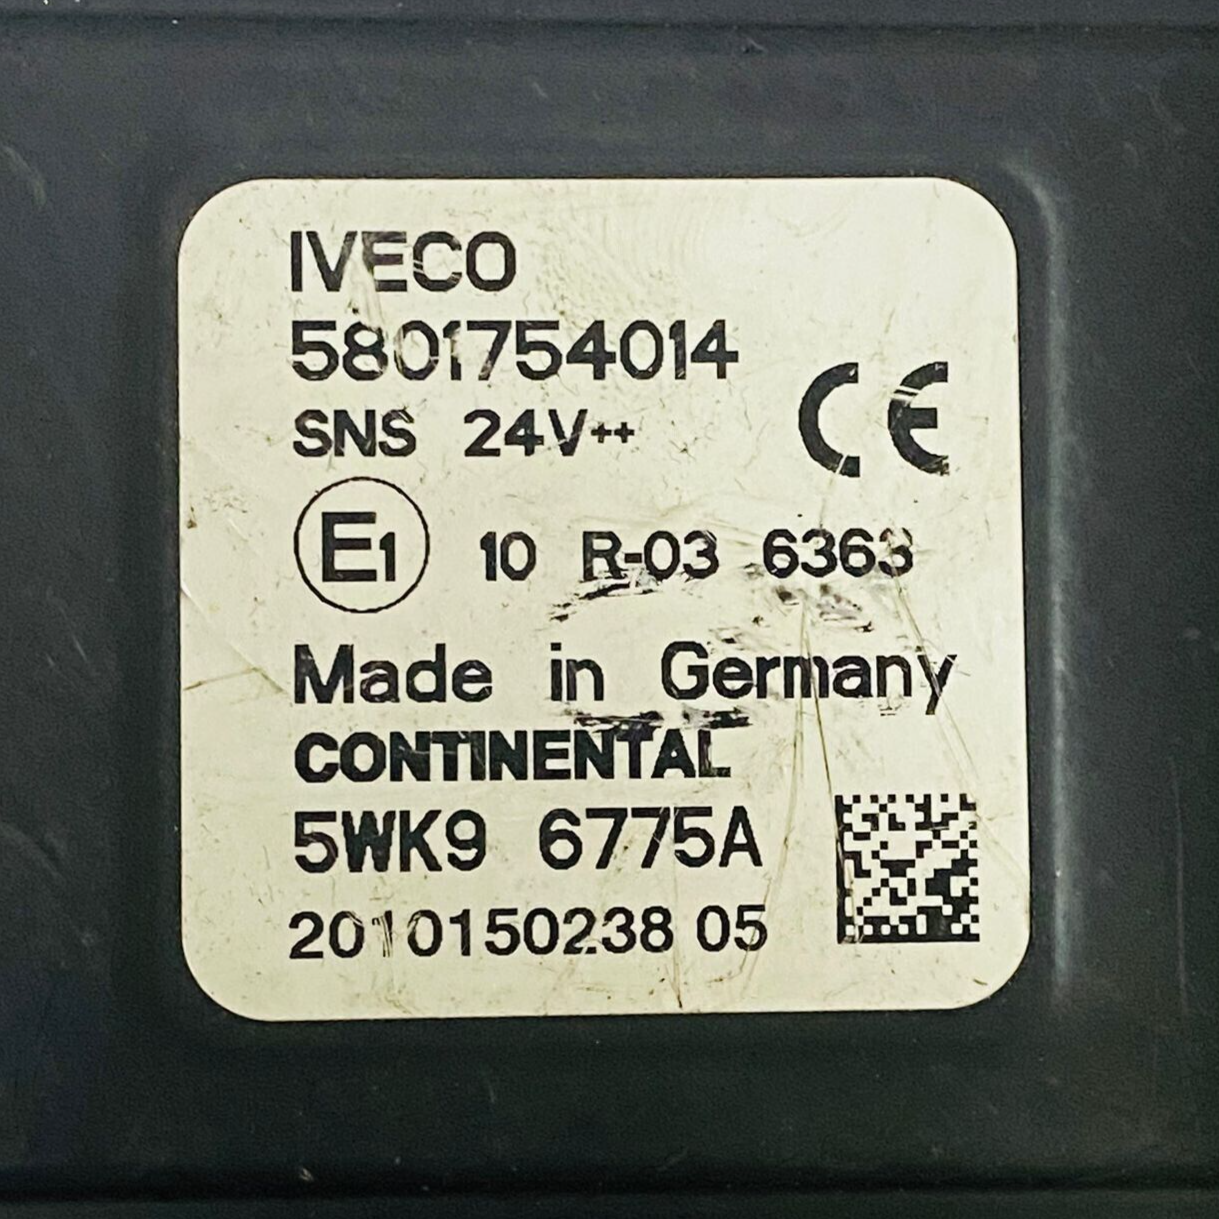 IVECO
5801754014
SNS 24V++
CE
E1 10 R-03 6363
Made in Germany
CONTINENTAL
5WK9 6775A
2010150238 05